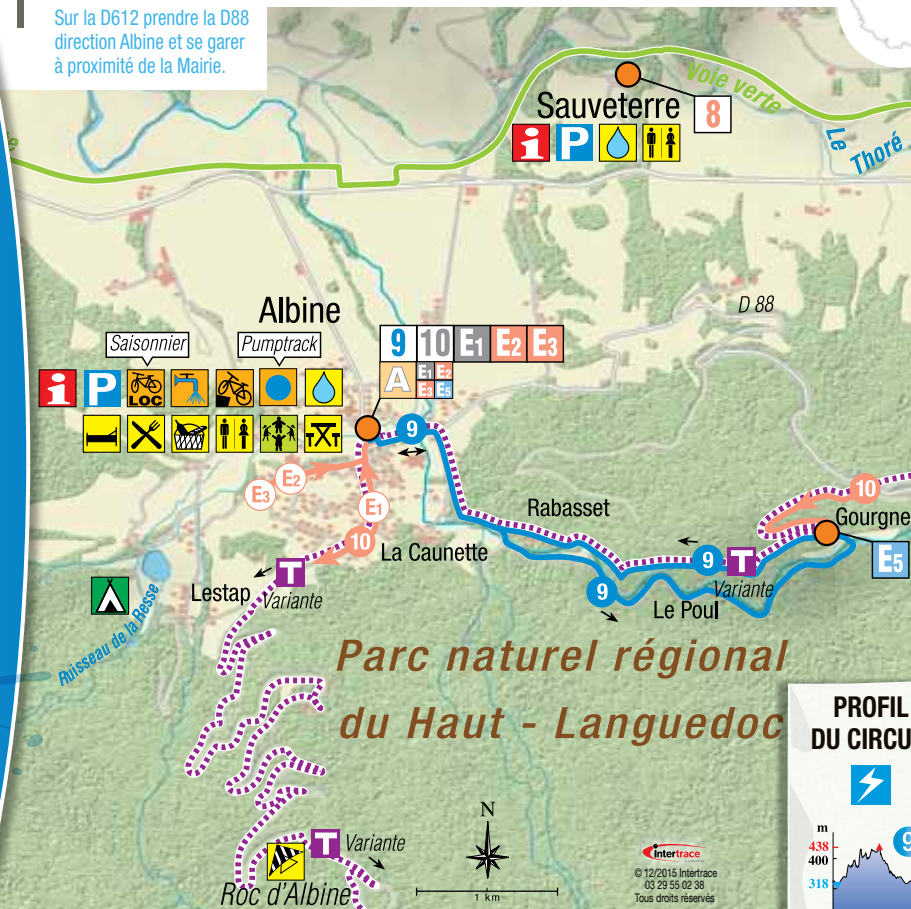 Sur la D612 prendre la D88
direction Albine et se garer
à proximité de la Mairie.
Voie verte
Sauveterre
8
i P
Le Thoré
D 88
Albine
Saisonnier
Pumptrack
9 10 E1 E2 E3
A E1 E2
E3 E5
i P LOC
9
E3 E2
E1
10
Rabasset
10
Gourgne
E5
La Caunette
T
Variante
Lestap
9
T
Variante
9
Le Poul
Ruisseau de la Resse
Parc naturel régional
du Haut - Languedoc
PROFIL
DU CIRCU
m
438
400
318
9
N
1 km
T
Variante
Roc d'Albine
intertrace
© 12/2015 Intertrace
03 29 55 02 38
Tous droits réservés